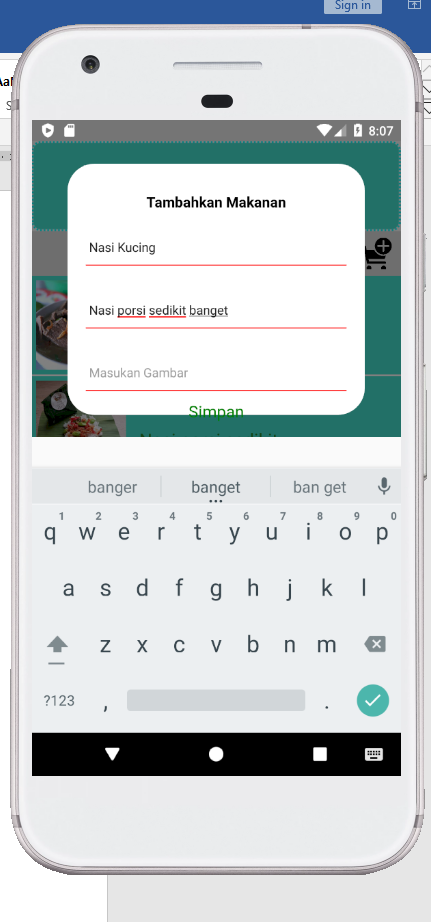 Sign in
8:07
Tambahkan Makanan
Nasi Kucing
Nasi porsi sedikit banget
Masukan Gambar
Simpan
banger banget ban get
1 2 3 4 5 6 7 8 9 0
q w e r t y u i o p
a s d f g h j k l
z x c v b n m
?123 , .